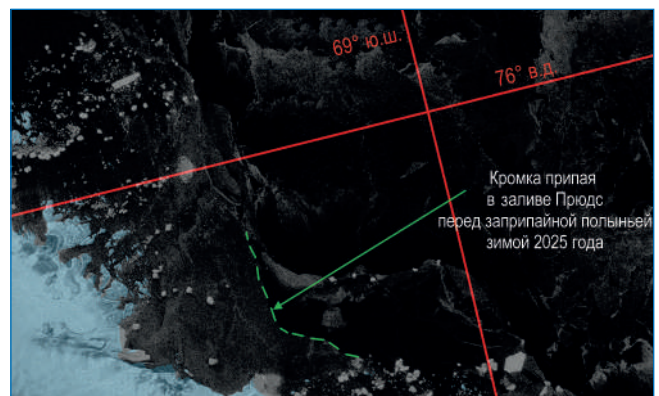 69° ю.ш.
76° в.д.
Кромка припая
в заливе Прюдс
перед заприпайной полыньей
зимой 2025 года